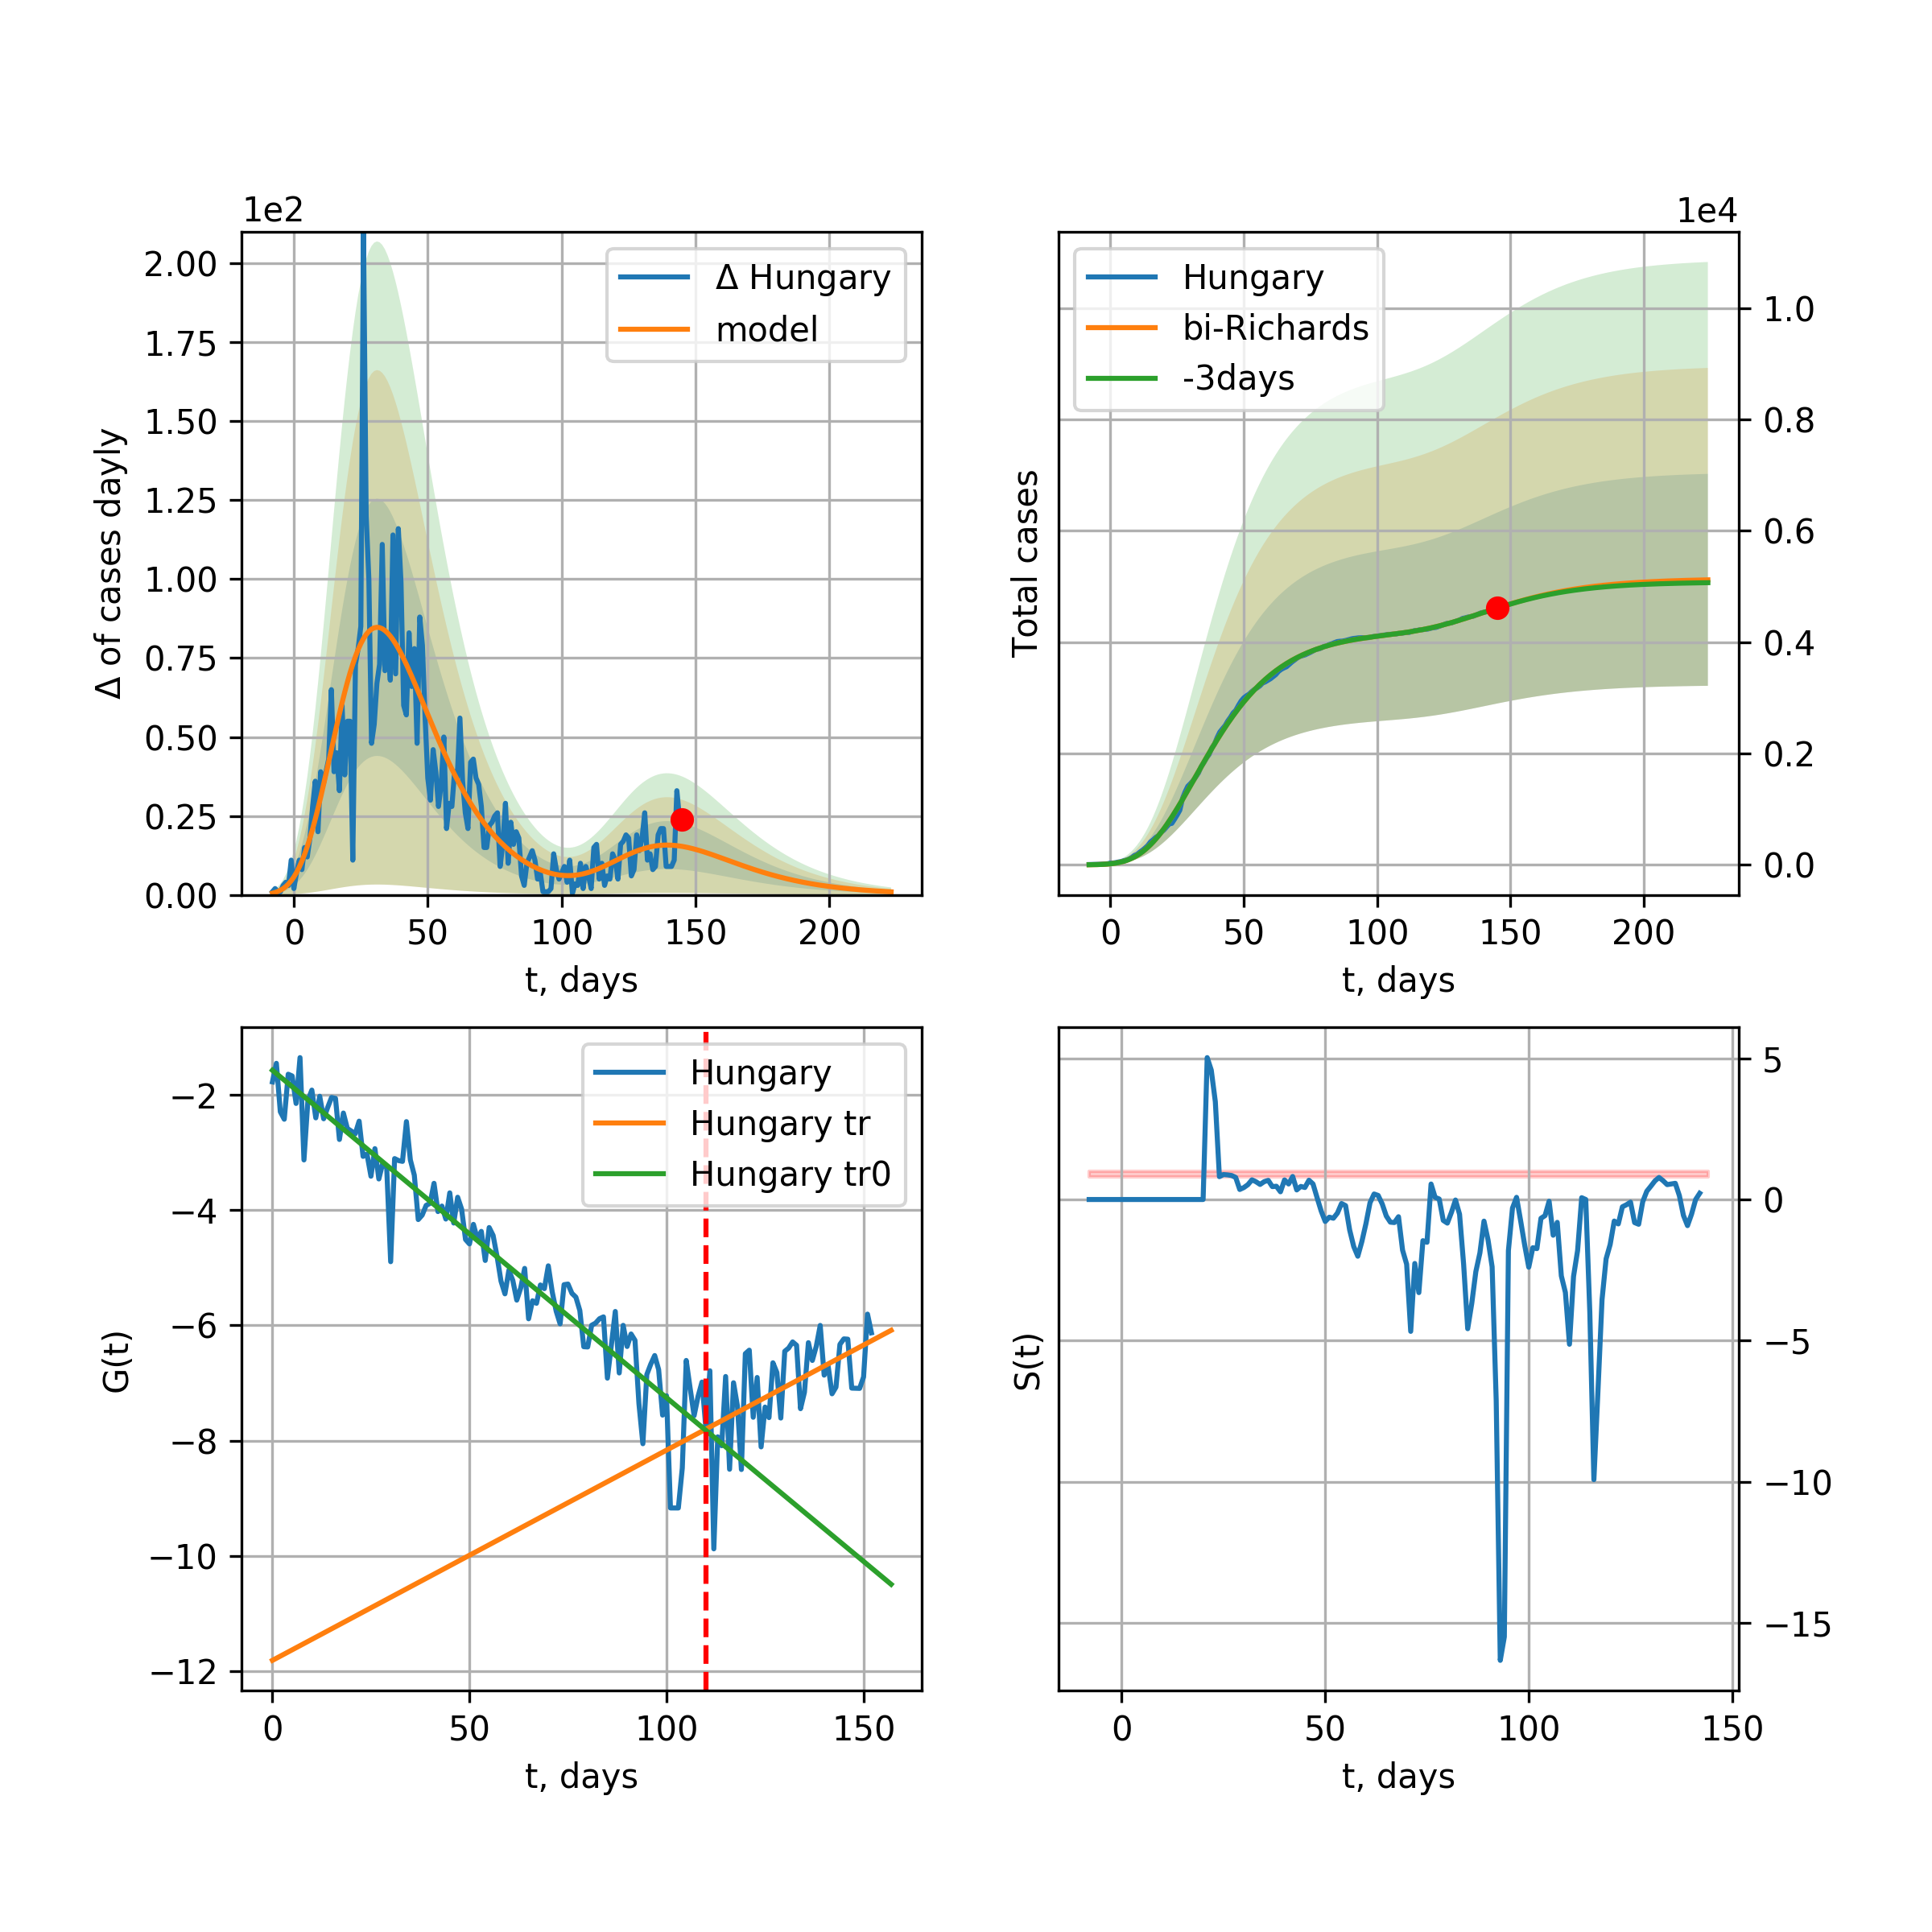 1e2
Δ of cases dayly
2.00
1.75
1.50
1.25
1.00
0.75
0.50
0.25
0.00
Δ Hungary
model
0 50 100 150 200
t, days
1e4
Total cases
Hungary
bi-Richards
-3days
1.0
0.8
0.6
0.4
0.2
0.0
0 50 100 150 200
t, days
G(t)
−2
−4
−6
−8
−10
−12
Hungary
Hungary tr
Hungary tr0
0 50 100 150
t, days
S(t)
5
0
−5
−10
−15
0 50 100 150
t, days